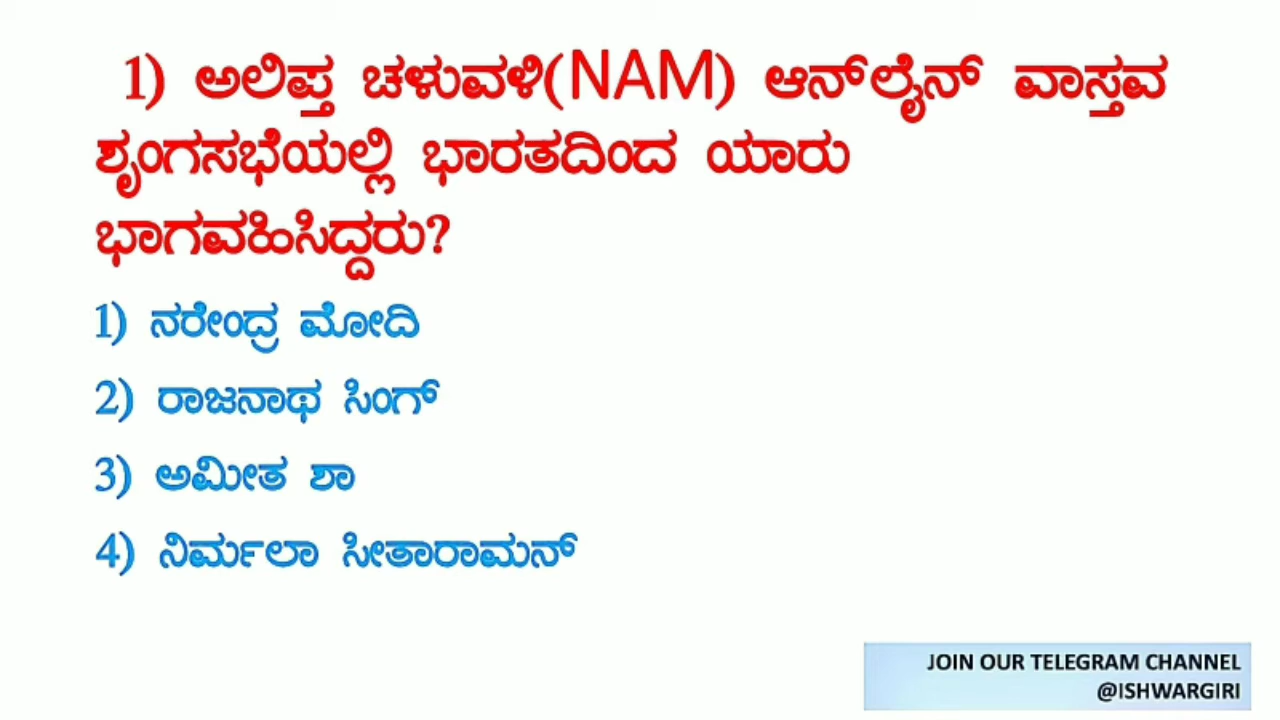 1) ಅಲಿಪ್ತ ಚಳುವಳಿ(NAM) ಆನ್‌ಲೈನ್ ವಾಸ್ತವ
ಶೃಂಗಸಭೆಯಲ್ಲಿ ಭಾರತದಿಂದ ಯಾರು
ಭಾಗವಹಿಸಿದ್ದರು?
1) ನರೇಂದ್ರ ಮೋದಿ
2) ರಾಜನಾಥ ಸಿಂಗ್
3) ಅಮೀತ ಶಾ
4) ನಿರ್ಮಲಾ ಸೀತಾರಾಮನ್
JOIN OUR TELEGRAM CHANNEL
@ISHWARGIRI